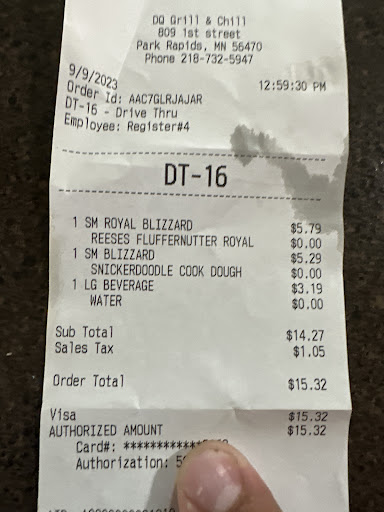 DQ Grill & Chill
809 1st street
Park Rapids, MN 56470
Phone 218-732-5947
9/9/2023 12:59:30 PM
Order Id: AAC7GLRJAJAR
DT-16 - Drive Thru
Employee: Register#4
DT-16
1 SM ROYAL BLIZZARD $5.79
REESES FLUFFERNUTTER ROYAL $0.00
1 SM BLIZZARD $5.29
SNICKERDOODLE COOK DOUGH $0.00
1 LG BEVERAGE $3.19
WATER $0.00
Sub Total $14.27
Sales Tax $1.05
Order Total $15.32
Visa $15.32
AUTHORIZED AMOUNT $15.32
Card#: ************
Authorization: